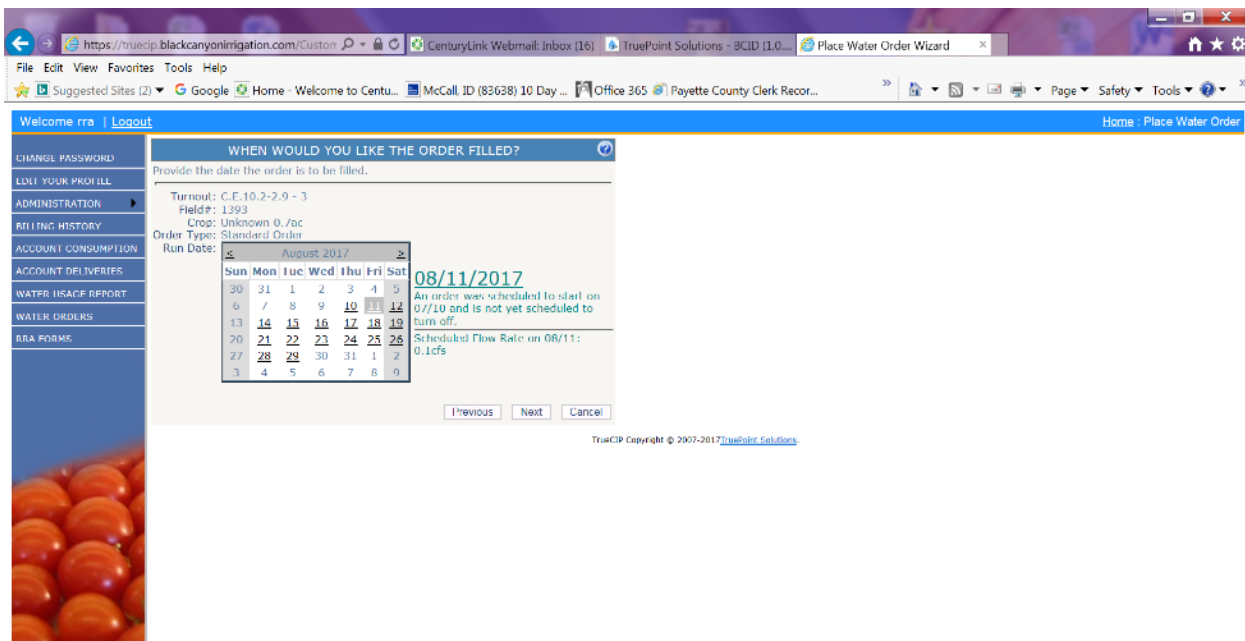 https://truecip.blackcanyonirrigation.com/Custon
CenturyLink Webmail: Inbox (16)
TruePoint Solutions - BCID (1.0....
Place Water Order Wizard
File Edit View Favorites Tools Help
Suggested Sites (2)
Google
Home - Welcome to Centu...
McCall, ID (83638) 10 Day ...
Office 365
Payette County Clerk Recor...
Page
Safety
Tools
Welcome rra | Logout
Home : Place Water Order
CHANGE PASSWORD
EDIT YOUR PROFILE
ADMINISTRATION
BILLING HISTORY
ACCOUNT CONSUMPTION
ACCOUNT DELIVERIES
WATER USAGE REPORT
WATER ORDERS
RRA FORMS
WHEN WOULD YOU LIKE THE ORDER FILLED?
Provide the date the order is to be filled.
Turnout: C.E.10.2-2.9 - 3
Field#: 1393
Crop: Unknown 0.7ac
Order Type: Standard Order
Run Date:
< August 2017 >
Sun Mon Tue Wed Thu Fri Sat
30 31 1 2 3 4 5
6 7 8 9 10 11 12
13 14 15 16 17 18 19
20 21 22 23 24 25 26
27 28 29 30 31 1 2
3 4 5 6 7 8 9
08/11/2017
An order was scheduled to start on
07/10 and is not yet scheduled to
turn off.
Scheduled Flow Rate on 08/11:
0.1cfs
Previous Next Cancel
TrueCIP Copyright © 2007-2017TruePoint Solutions.